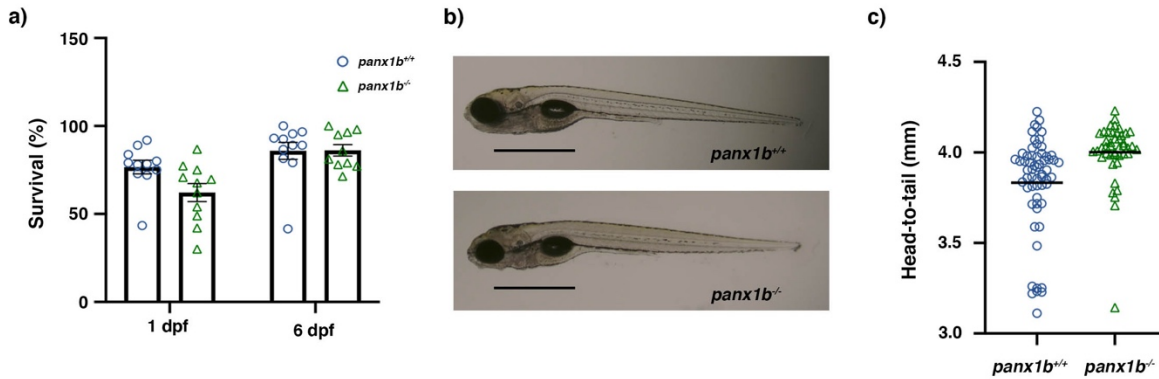 a)
150
100
50
0
Survival (%)
panx1b+/+
panx1b-/-
1 dpf
6 dpf
b)
panx1b+/+
panx1b-/-
c)
4.5
4.0
3.5
3.0
Head-to-tail (mm)
panx1b+/+
panx1b-/-